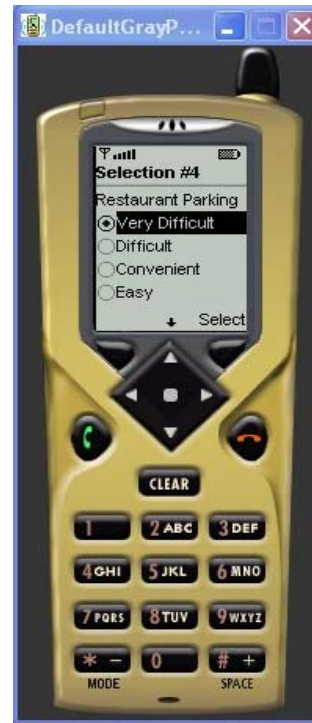 DefaultGrayP...
Selection #4
Restaurant Parking
Very Difficult
Difficult
Convenient
Easy
Select
CLEAR
1 2 ABC 3 DEF
4 GHI 5 JKL 6 MNO
7 PQRS 8 TUV 9 WXYZ
* - 0 # +
MODE SPACE